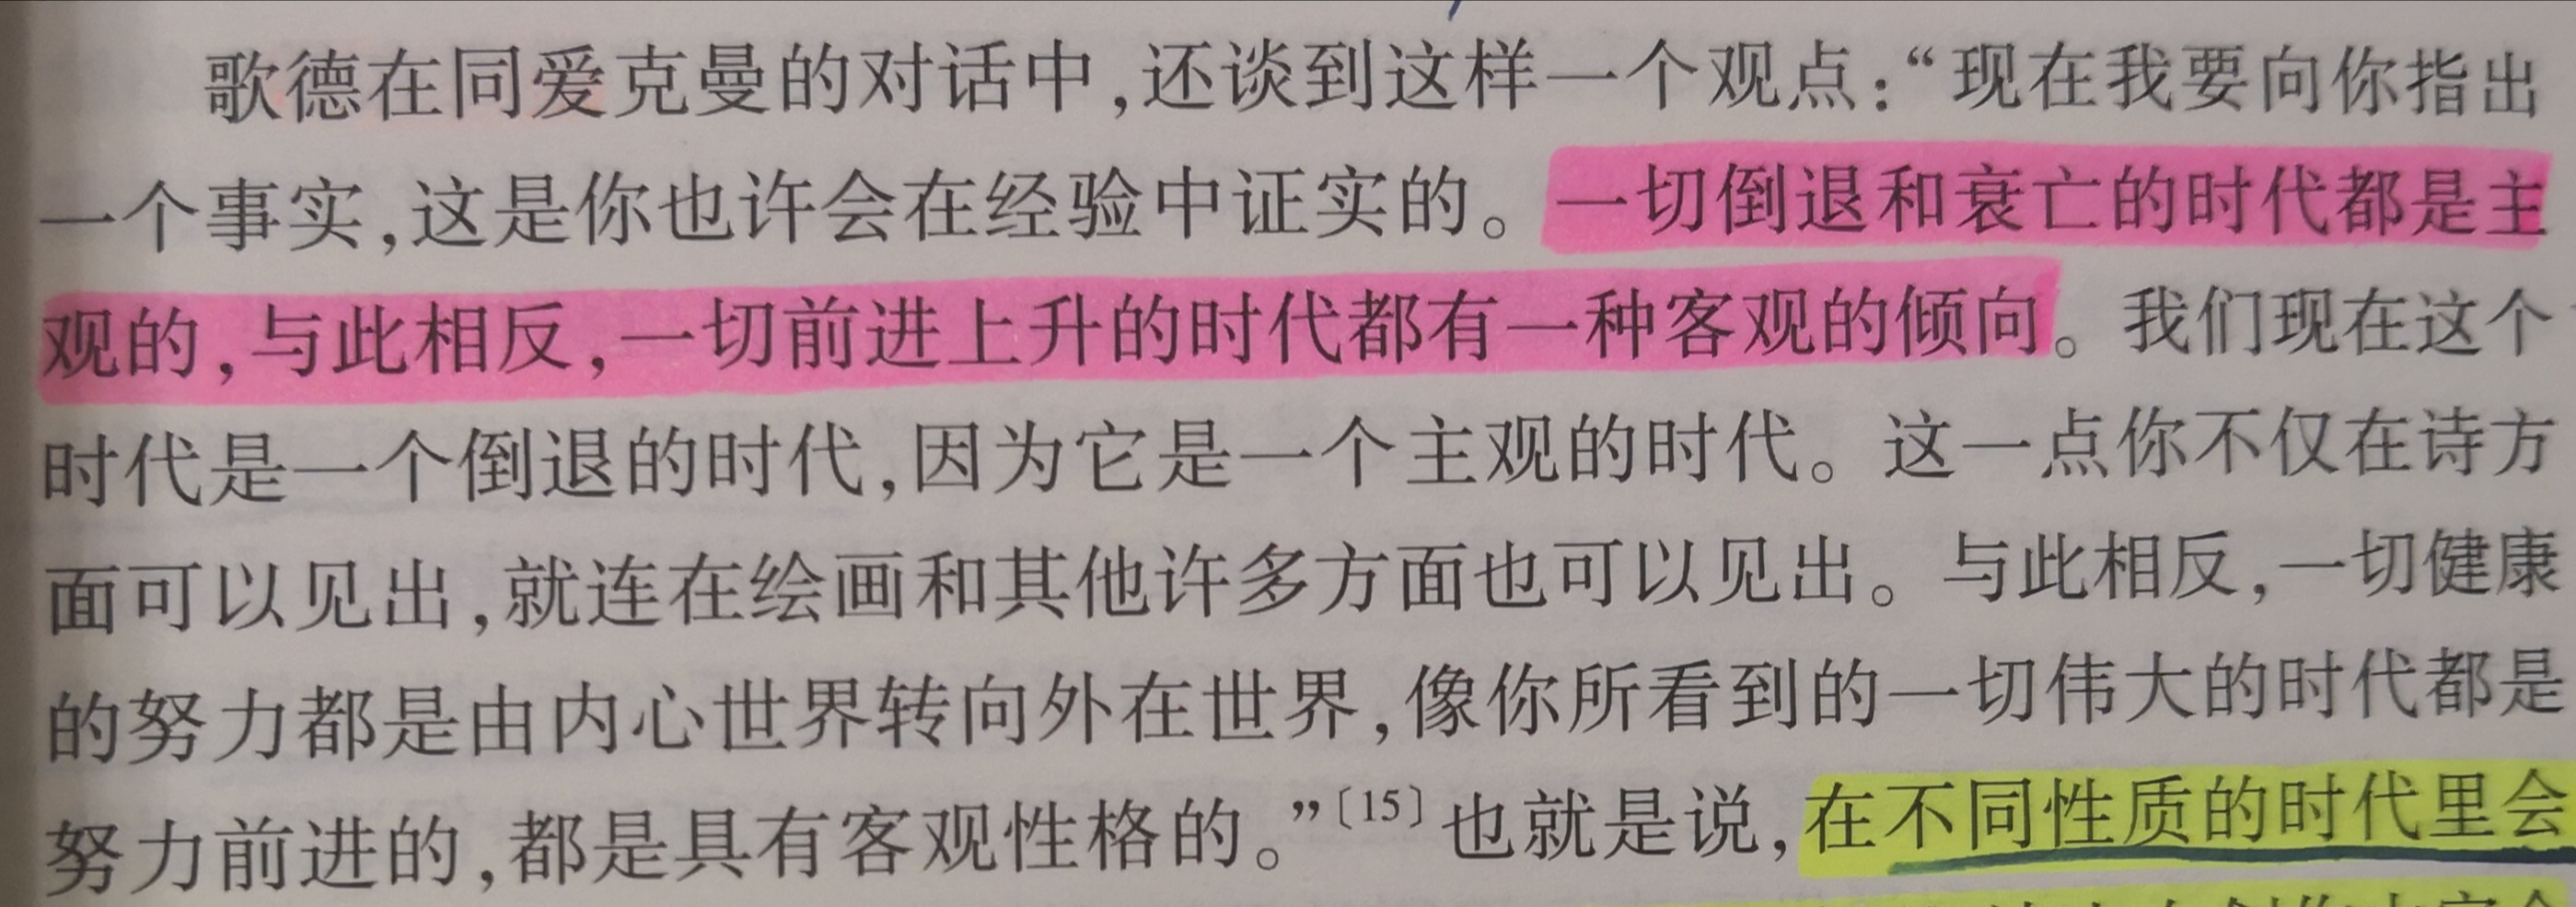 歌德在同爱克曼的对话中，还谈到这样一个观点：“现在我要向你指出
一个事实，这是你也许会在经验中证实的。一切倒退和衰亡的时代都是主
观的，与此相反，一切前进上升的时代都有一种客观的倾向。我们现在这个
时代是一个倒退的时代，因为它是一个主观的时代。这一点你不仅在诗方
面可以见出，就连在绘画和其他许多方面也可以见出。与此相反，一切健康
的努力都是由内心世界转向外在世界，像你所看到的一切伟大的时代都是
努力前进的，都是具有客观性格的。”〔15〕也就是说，在不同性质的时代里会